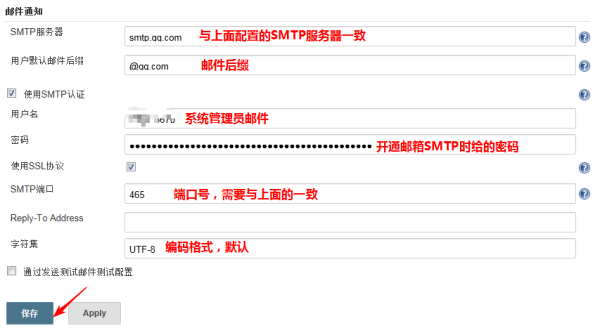 邮件通知
SMTP服务器 smtp.qq.com 与上面配置的SMTP服务器一致
用户默认邮件后缀 @qq.com 邮件后缀
使用SMTP认证
用户名 系统管理员邮件
密码 开通邮箱SMTP时给的密码
使用SSL协议
SMTP端口 465 端口号，需要与上面的一致
Reply-To Address
字符集 UTF-8 编码格式，默认
通过发送测试邮件测试配置
保存 Apply